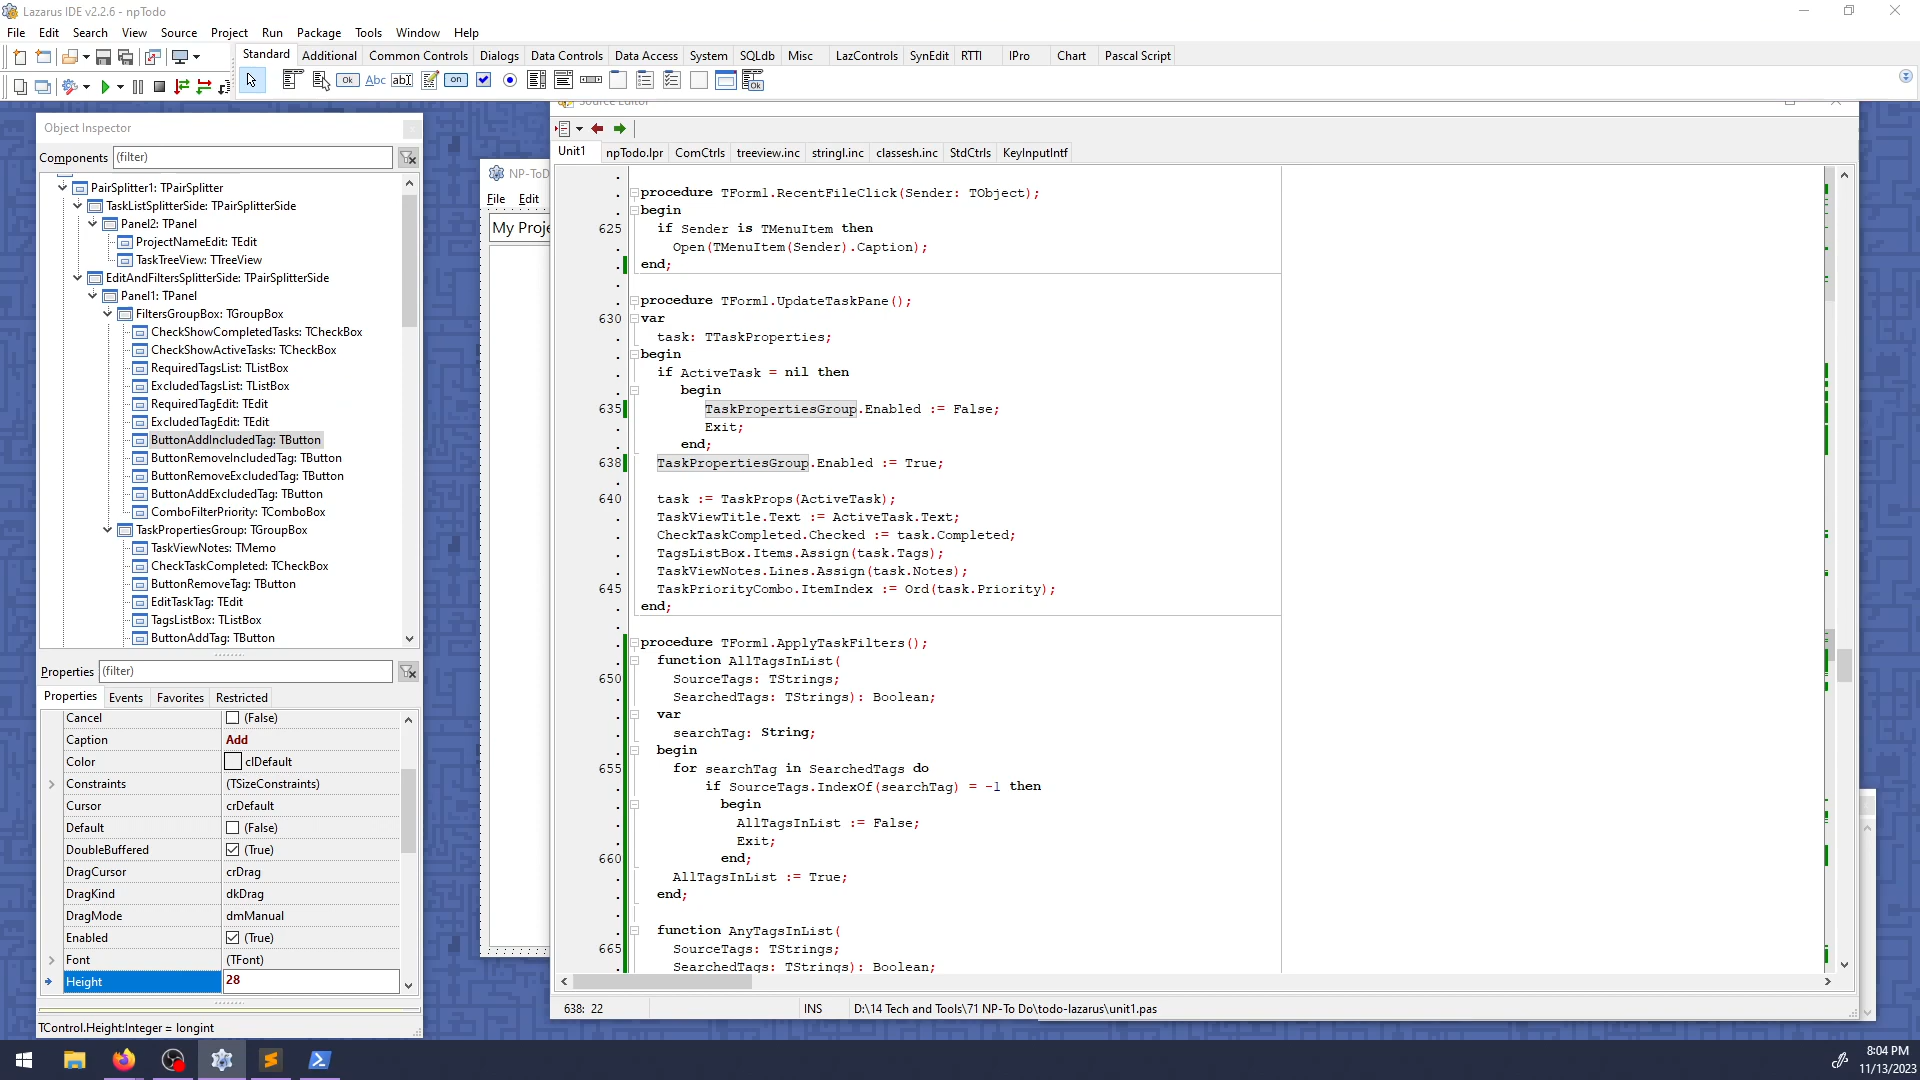 Lazarus IDE v2.2.6 - npTodo
File Edit Search View Source Project Run Package Tools Window Help
Standard Additional Common Controls Dialogs Data Controls Data Access System SQLdb Misc LazControls SynEdit RTTI IPro Chart Pascal Script
Ok Abc abI on Ok
Object Inspector
Components (filter)
PairSplitter1: TPairSplitter
TaskListSplitterSide: TPairSplitterSide
Panel2: TPanel
ProjectNameEdit: TEdit
TaskTreeView: TTreeView
EditAndFiltersSplitterSide: TPairSplitterSide
Panel1: TPanel
FiltersGroupBox: TGroupBox
CheckShowCompletedTasks: TCheckBox
CheckShowActiveTasks: TCheckBox
RequiredTagsList: TListBox
ExcludedTagsList: TListBox
RequiredTagEdit: TEdit
ExcludedTagEdit: TEdit
ButtonAddIncludedTag: TButton
ButtonRemoveIncludedTag: TButton
ButtonRemoveExcludedTag: TButton
ButtonAddExcludedTag: TButton
ComboFilterPriority: TComboBox
TaskPropertiesGroup: TGroupBox
TaskViewNotes: TMemo
CheckTaskCompleted: TCheckBox
ButtonRemoveTag: TButton
EditTaskTag: TEdit
TagsListBox: TListBox
ButtonAddTag: TButton
Properties (filter)
Properties Events Favorites Restricted
Cancel (False)
Caption Add
Color clDefault
Constraints (TSizeConstraints)
Cursor crDefault
Default (False)
DoubleBuffered (True)
DragCursor crDrag
DragKind dkDrag
DragMode dmManual
Enabled (True)
Font (TFont)
Height 28
TControl.Height:Integer = longint
NP-ToD
File Edit
My Proje
Source Editor
Unit1 npTodo.lpr ComCtrls treeview.inc stringl.inc classesh.inc StdCtrls KeyInputIntf
procedure TForm1.RecentFileClick(Sender: TObject);
begin
625 if Sender is TMenuItem then
Open(TMenuItem(Sender).Caption);
end;
procedure TForm1.UpdateTaskPane();
630 var
task: TTaskProperties;
begin
if ActiveTask = nil then
begin
635 TaskPropertiesGroup.Enabled := False;
Exit;
end;
638 TaskPropertiesGroup.Enabled := True;
640 task := TaskProps(ActiveTask);
TaskViewTitle.Text := ActiveTask.Text;
CheckTaskCompleted.Checked := task.Completed;
TagsListBox.Items.Assign(task.Tags);
TaskViewNotes.Lines.Assign(task.Notes);
645 TaskPriorityCombo.ItemIndex := Ord(task.Priority);
end;
procedure TForm1.ApplyTaskFilters();
function AllTagsInList(
650 SourceTags: TStrings;
SearchedTags: TStrings): Boolean;
var
searchTag: String;
begin
655 for searchTag in SearchedTags do
if SourceTags.IndexOf(searchTag) = -1 then
begin
AllTagsInList := False;
Exit;
660 end;
AllTagsInList := True;
end;
function AnyTagsInList(
665 SourceTags: TStrings;
SearchedTags: TStrings): Boolean;
638: 22 INS D:\14 Tech and Tools\71 NP-To Do\todo-lazarus\unit1.pas
8:04 PM
11/13/2023